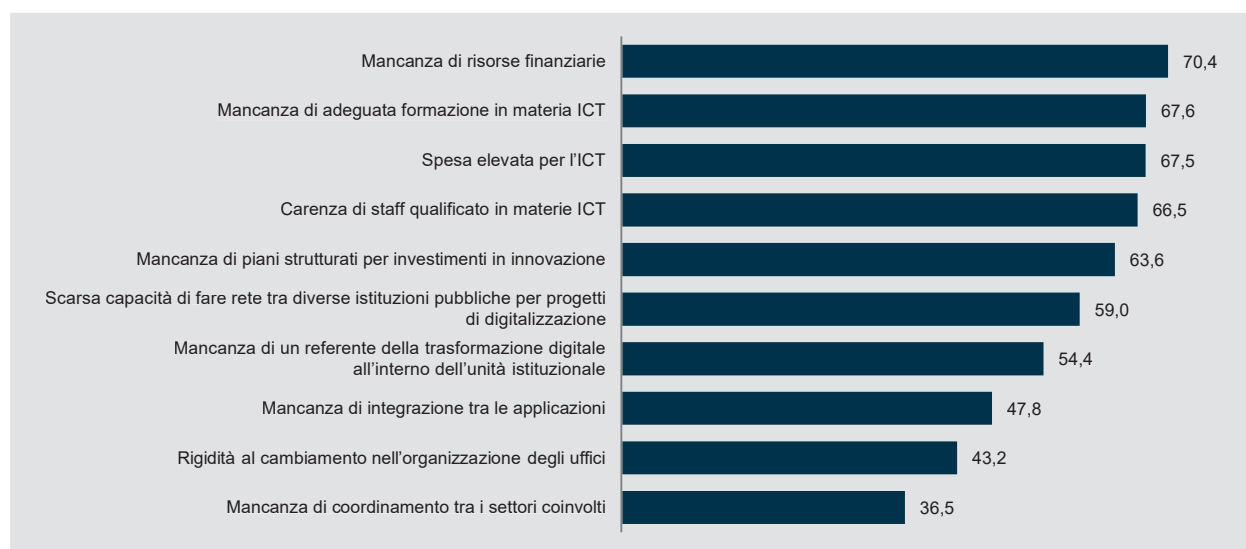 Mancanza di risorse finanziarie 70,4
Mancanza di adeguata formazione in materia ICT 67,6
Spesa elevata per l’ICT 67,5
Carenza di staff qualificato in materie ICT 66,5
Mancanza di piani strutturati per investimenti in innovazione 63,6
Scarsa capacità di fare rete tra diverse istituzioni pubbliche per progetti
di digitalizzazione 59,0
Mancanza di un referente della trasformazione digitale
all’interno dell’unità istituzionale 54,4
Mancanza di integrazione tra le applicazioni 47,8
Rigidità al cambiamento nell’organizzazione degli uffici 43,2
Mancanza di coordinamento tra i settori coinvolti 36,5